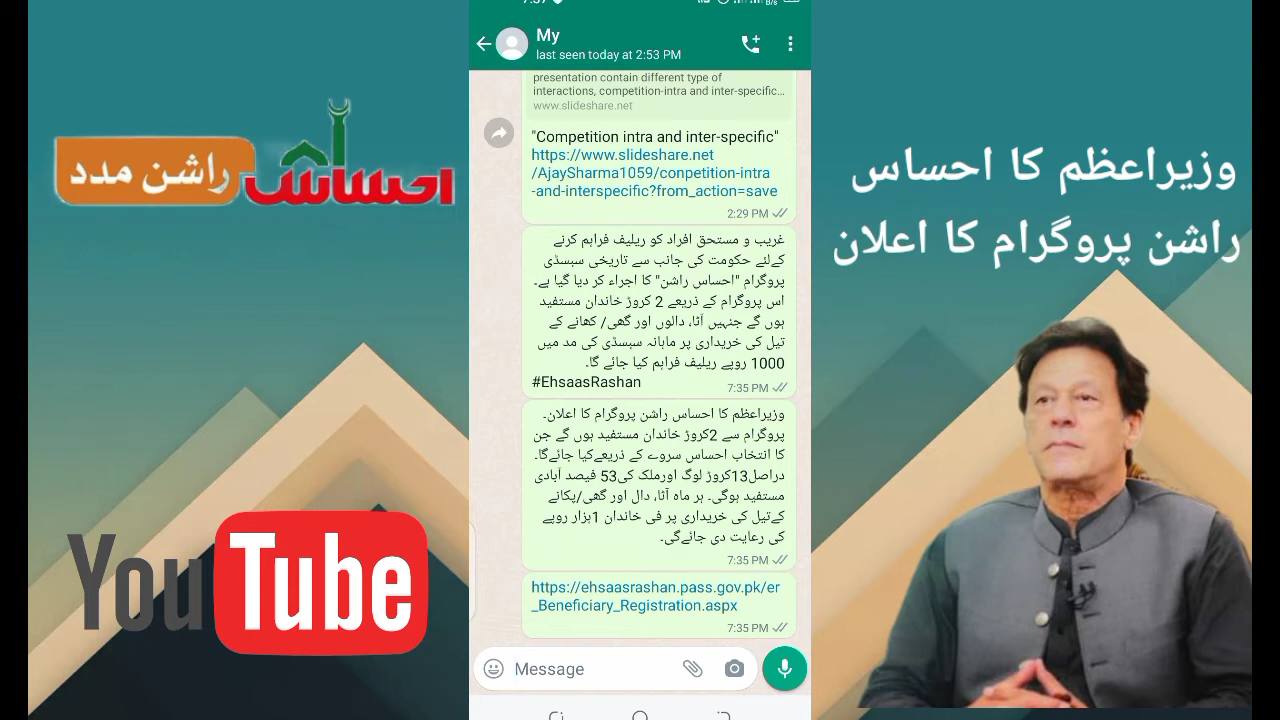 My
last seen today at 2:53 PM
presentation contain different type of
interactions, competition-intra and inter-specific...
www.slideshare.net
"Competition intra and inter-specific"
https://www.slideshare.net
/AjaySharma1059/conpetition-intra
-and-interspecific?from_action=save
2:29 PM
غریب و مستحق افراد کو ریلیف فراہم کرنے
کےلئے حکومت کی جانب سے تاریخی سبسڈی
پروگرام "احساس راشن" کا اجراء کر دیا گیا ہے۔
اس پروگرام کے ذریعے 2 کروڑ خاندان مستفید
ہوں گے جنہیں آٹا، دالوں اور گھی/ کھانے کے
تیل کی خریداری پر ماہانہ سبسڈی کی مد میں
1000 روپے ریلیف فراہم کیا جائے گا۔
#EhsaasRashan
7:35 PM
وزیراعظم کا احساس راشن پروگرام کا اعلان۔
پروگرام سے 2کروڑ خاندان مستفید ہوں گے جن
کا انتخاب احساس سروے کے ذریعےکیا جائےگا۔
دراصل13کروڑ لوگ اورملک کی53 فیصد آبادی
مستفید ہوگی۔ ہر ماہ آٹا، دال اور گھی/پکانے
کےتیل کی خریداری پر فی خاندان 1ہزار روپے
کی رعایت دی جائےگی۔
7:35 PM
https://ehsaasrashan.pass.gov.pk/er
_Beneficiary_Registration.aspx
7:35 PM
Message
احساس راشن مدد
YouTube
وزیراعظم کا احساس
راشن پروگرام کا اعلان